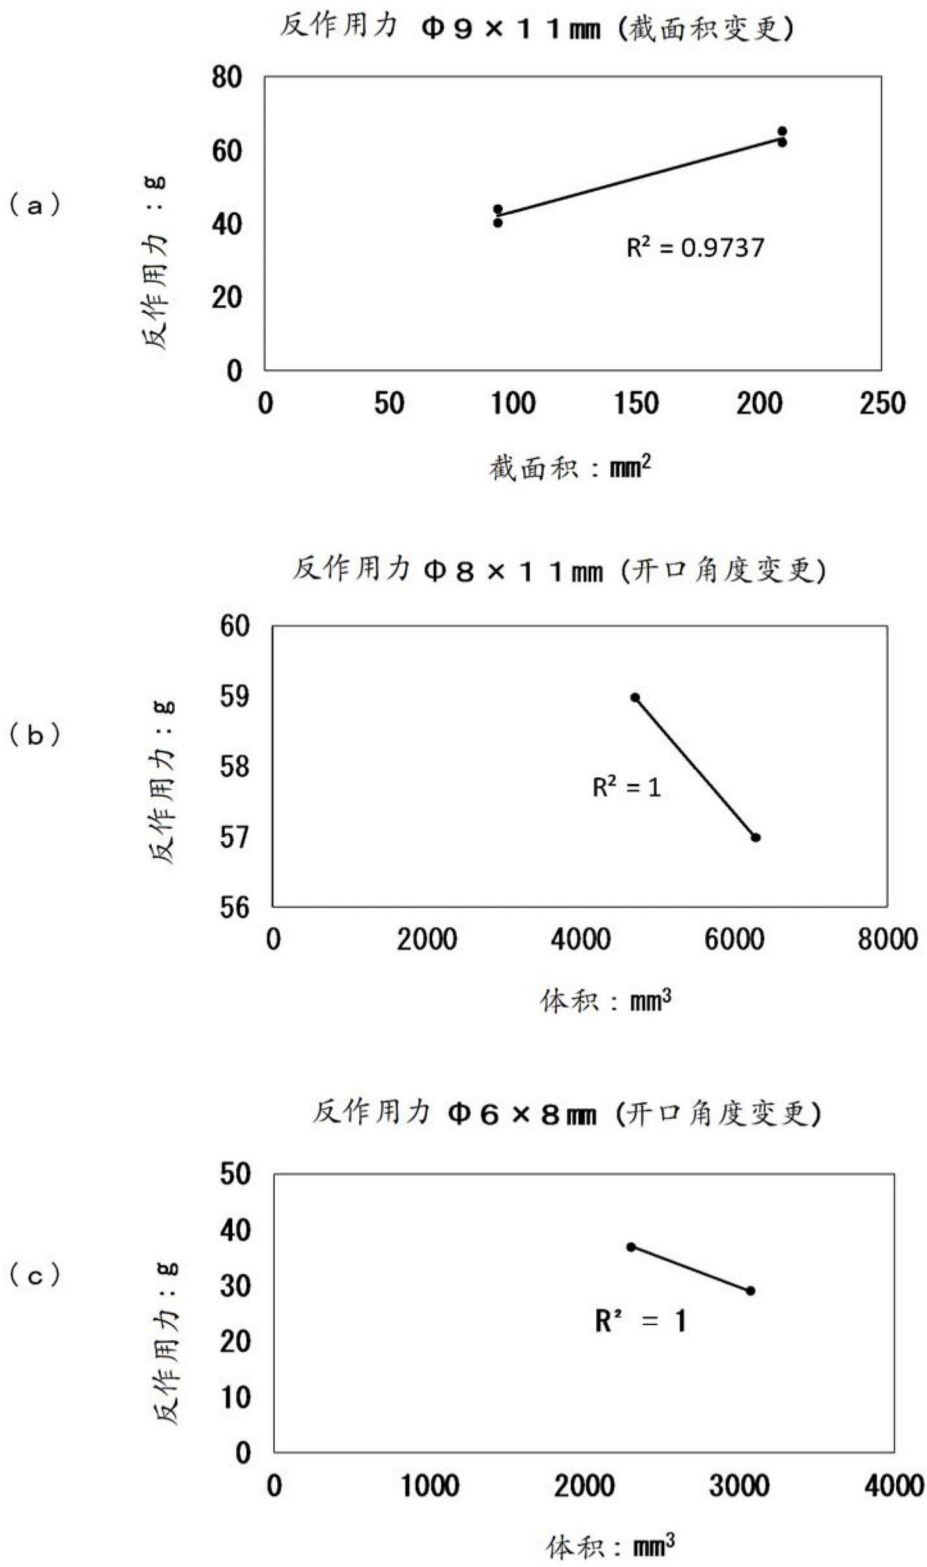 反作用力 Φ9×11㎜ (截面积变更)
80
60
(a)
反作用力:g
40
R² = 0.9737
20
0
0 50 100 150 200 250
截面积:㎜²
反作用力 Φ8×11㎜ (开口角度变更)
60
59
(b)
反作用力:g
58
R² = 1
57
56
0 2000 4000 6000 8000
体积:㎜³
反作用力 Φ6×8㎜ (开口角度变更)
50
40
(c)
反作用力:g
30
R² = 1
20
10
0
0 1000 2000 3000 4000
体积:㎜³